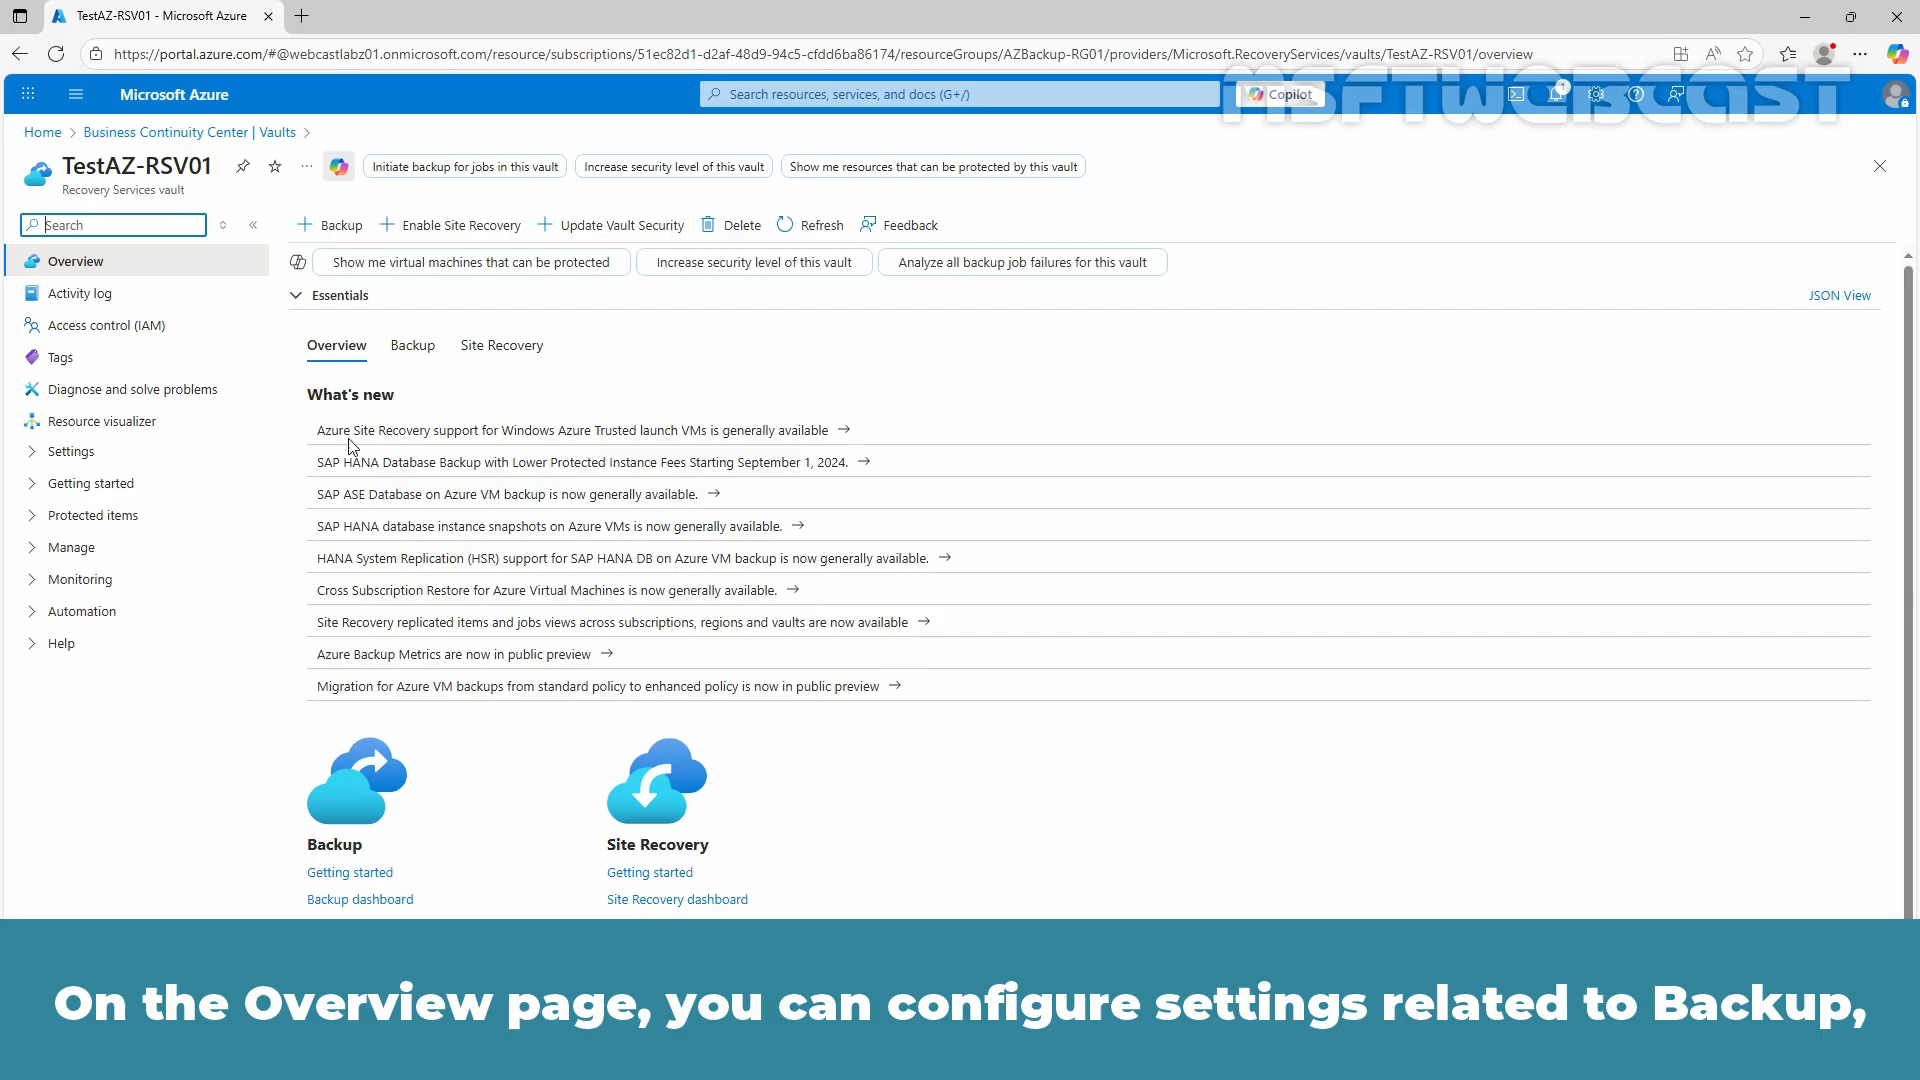 TestAZ-RSV01 - Microsoft Azure
https://portal.azure.com/#@webcastlabz01.onmicrosoft.com/resource/subscriptions/51ec82d1-d2af-48d9-94c5-cfdd6ba86174/resourceGroups/AZBackup-RG01/providers/Microsoft.RecoveryServices/vaults/TestAZ-RSV01/overview
Microsoft Azure
Search resources, services, and docs (G+/)
Copilot
1
MSFTWEBCAST
Home > Business Continuity Center | Vaults >
TestAZ-RSV01
Recovery Services vault
Initiate backup for jobs in this vault
Increase security level of this vault
Show me resources that can be protected by this vault
Search
Overview
Activity log
Access control (IAM)
Tags
Diagnose and solve problems
Resource visualizer
Settings
Getting started
Protected items
Manage
Monitoring
Automation
Help
Backup
Enable Site Recovery
Update Vault Security
Delete
Refresh
Feedback
Show me virtual machines that can be protected
Increase security level of this vault
Analyze all backup job failures for this vault
Essentials
JSON View
Overview
Backup
Site Recovery
What's new
Azure Site Recovery support for Windows Azure Trusted launch VMs is generally available
SAP HANA Database Backup with Lower Protected Instance Fees Starting September 1, 2024.
SAP ASE Database on Azure VM backup is now generally available.
SAP HANA database instance snapshots on Azure VMs is now generally available.
HANA System Replication (HSR) support for SAP HANA DB on Azure VM backup is now generally available.
Cross Subscription Restore for Azure Virtual Machines is now generally available.
Site Recovery replicated items and jobs views across subscriptions, regions and vaults are now available
Azure Backup Metrics are now in public preview
Migration for Azure VM backups from standard policy to enhanced policy is now in public preview
Backup
Getting started
Backup dashboard
Site Recovery
Getting started
Site Recovery dashboard
On the Overview page, you can configure settings related to Backup,